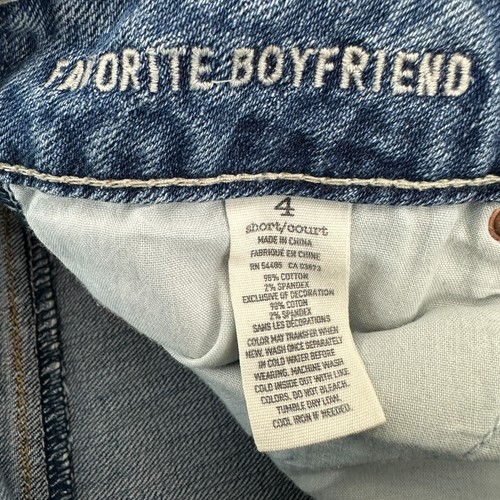 FAVORITE BOYFRIEND
4
short/court
MADE IN CHINA
FABRIQUÉ EN CHINE
RN 54485 CA 03673
98% COTTON
2% SPANDEX
EXCLUSIVE OF DECORATION
98% COTON
2% SPANDEX
SANS LES DÉCORATIONS
COLOR MAY TRANSFER WHEN
NEW. WASH ONCE SEPARATELY
IN COLD WATER BEFORE
WEARING. MACHINE WASH
COLD INSIDE OUT WITH LIKE
COLORS. DO NOT BLEACH.
TUMBLE DRY LOW.
COOL IRON IF NEEDED.